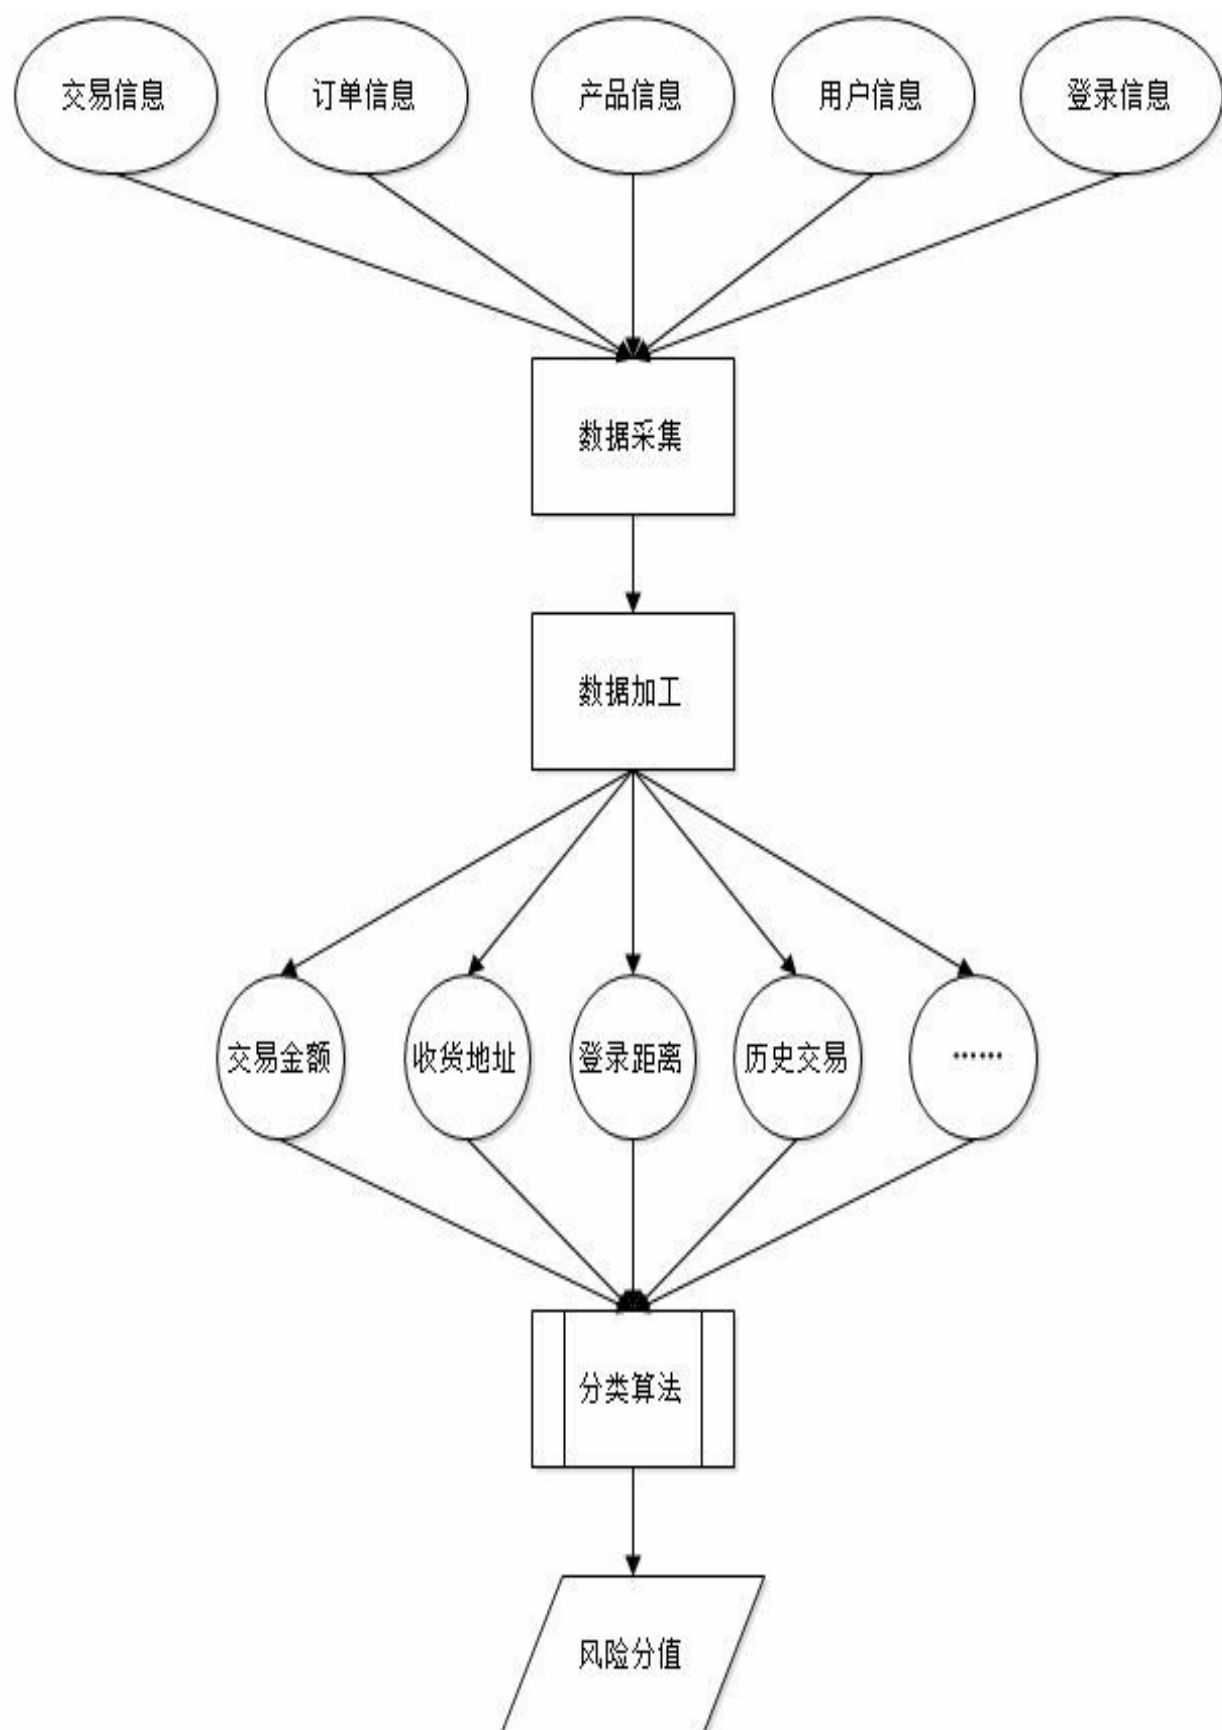 交易信息
订单信息
产品信息
用户信息
登录信息
数据采集
数据加工
交易金额
收货地址
登录距离
历史交易
……
分类算法
风险分值